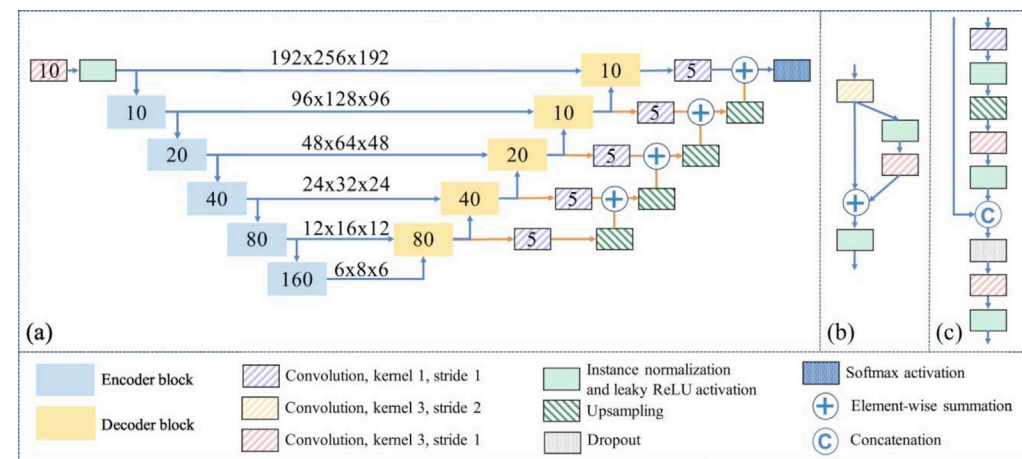 192x256x192
10
10
5
96x128x96
10
10
5
48x64x48
20
20
5
24x32x24
40
40
5
12x16x12
80
80
5
6x8x6
160
(a)
(b)
(c)
Encoder block
Decoder block
Convolution, kernel 1, stride 1
Convolution, kernel 3, stride 2
Convolution, kernel 3, stride 1
Instance normalization
and leaky ReLU activation
Upsampling
Dropout
Softmax activation
Element-wise summation
C
Concatenation
C